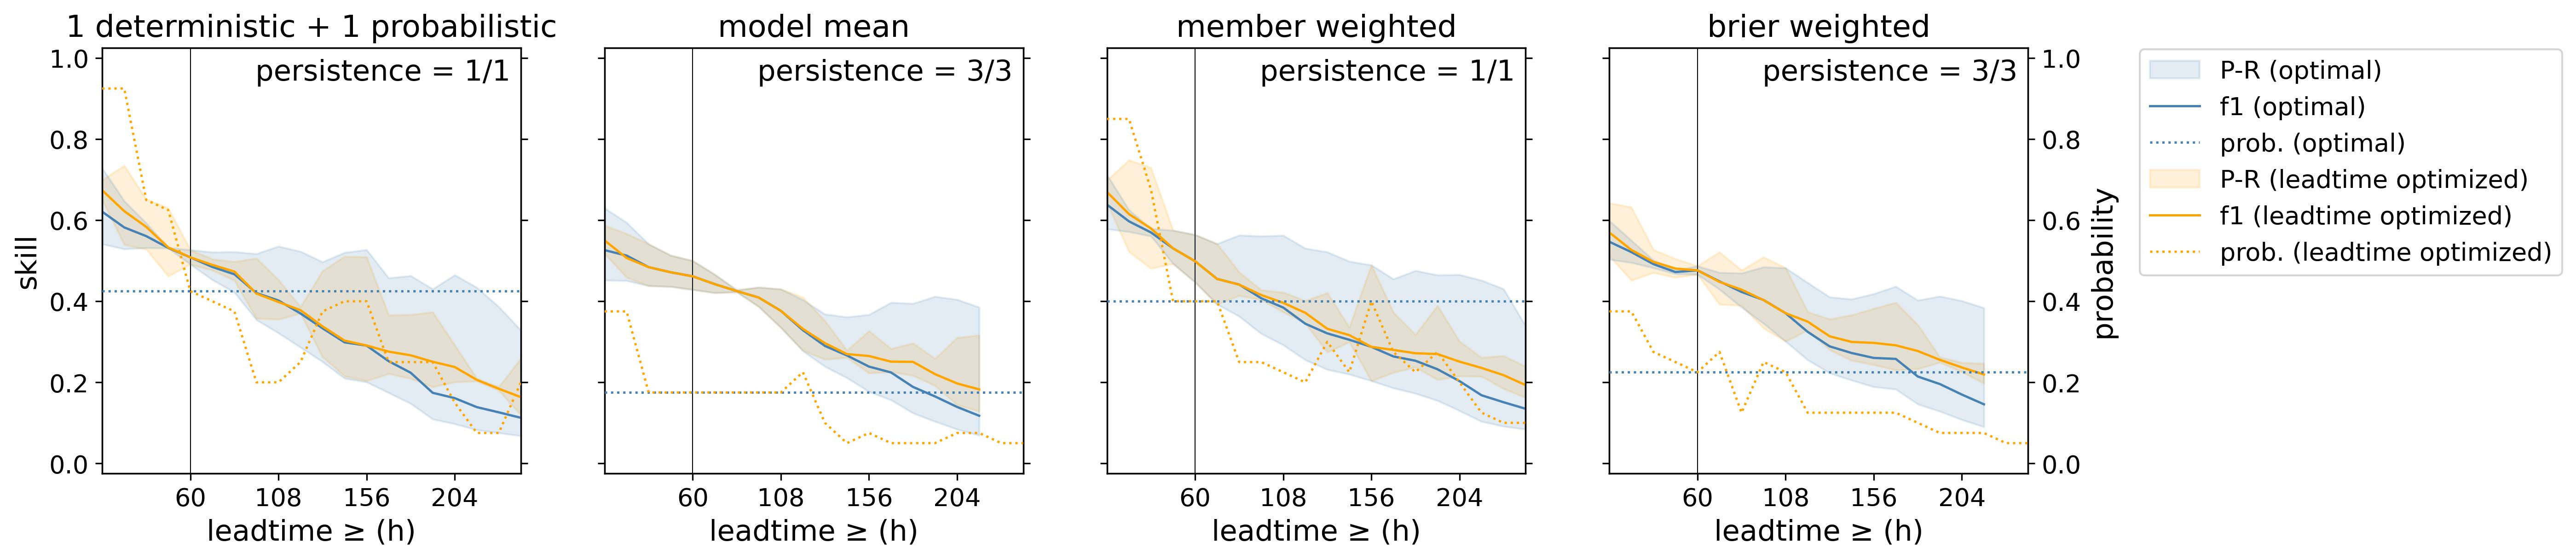 1 deterministic + 1 probabilistic
model mean
member weighted
brier weighted
persistence = 1/1
persistence = 3/3
persistence = 1/1
persistence = 3/3
skill
1.0
0.8
0.6
0.4
0.2
0.0
60 108 156 204
60 108 156 204
60 108 156 204
60 108 156 204
leadtime ≥ (h)
leadtime ≥ (h)
leadtime ≥ (h)
leadtime ≥ (h)
1.0
0.8
0.6
0.4
0.2
0.0
probability
P-R (optimal)
f1 (optimal)
prob. (optimal)
P-R (leadtime optimized)
f1 (leadtime optimized)
prob. (leadtime optimized)